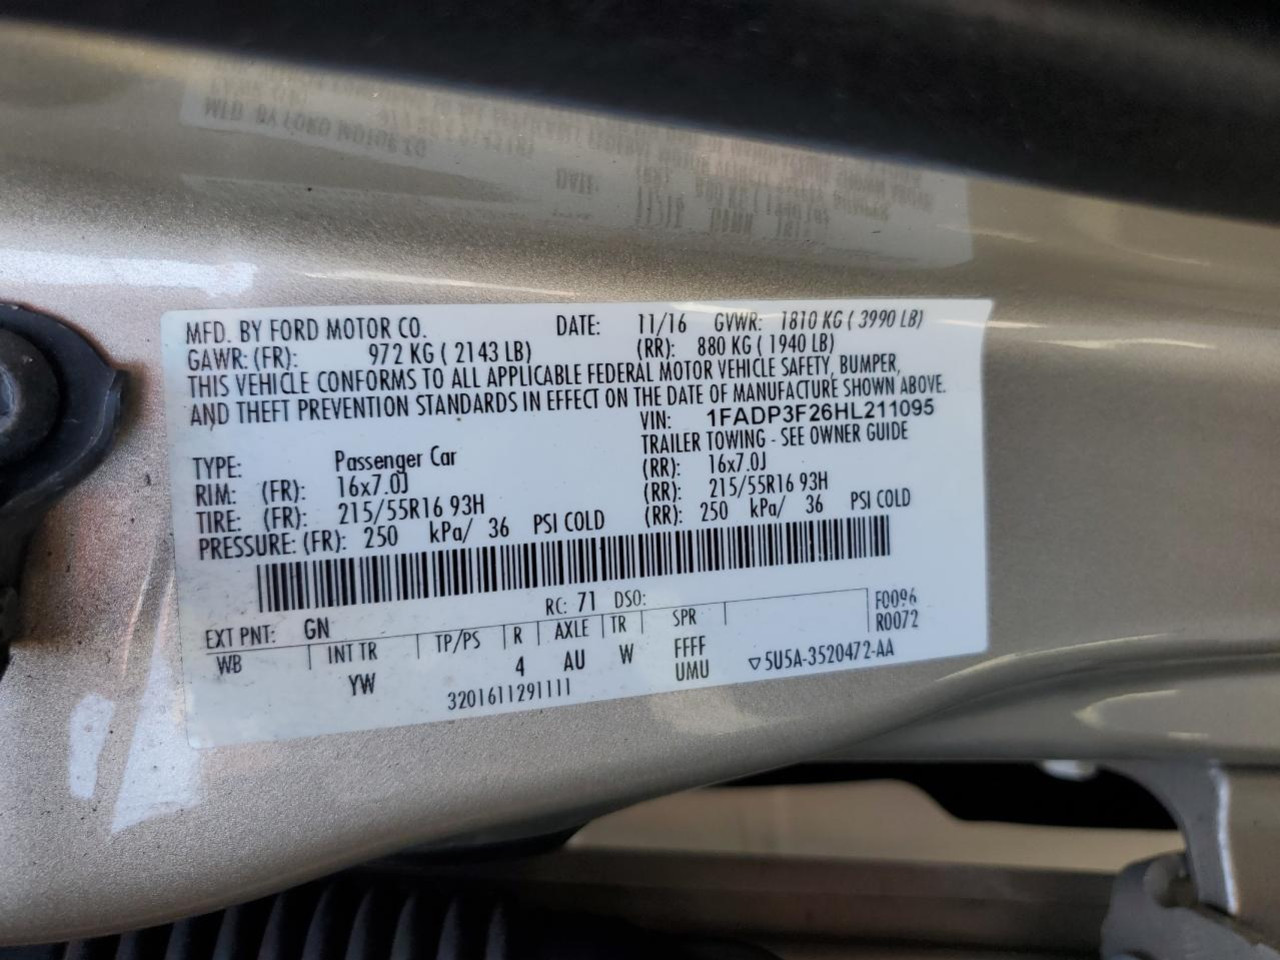 MFD. BY FORD MOTOR CO. DATE: 11/16 GVWR: 1810 KG ( 3990 LB)
GAWR: (FR): 972 KG ( 2143 LB) (RR): 880 KG ( 1940 LB)
THIS VEHICLE CONFORMS TO ALL APPLICABLE FEDERAL MOTOR VEHICLE SAFETY, BUMPER,
AND THEFT PREVENTION STANDARDS IN EFFECT ON THE DATE OF MANUFACTURE SHOWN ABOVE.
VIN: 1FADP3F26HL211095
TYPE: Passenger Car TRAILER TOWING - SEE OWNER GUIDE
RIM: (FR): 16x7.0J (RR): 16x7.0J
TIRE: (FR): 215/55R16 93H (RR): 215/55R16 93H
PRESSURE: (FR): 250 kPa/ 36 PSI COLD (RR): 250 kPa/ 36 PSI COLD
RC: 71 DSO: F0096
EXT PNT: GN R0072
WB INT TR TP/PS R AXLE TR SPR
YW 4 AU W FFFF ▽5U5A-3520472-AA
3201611291111 UMU